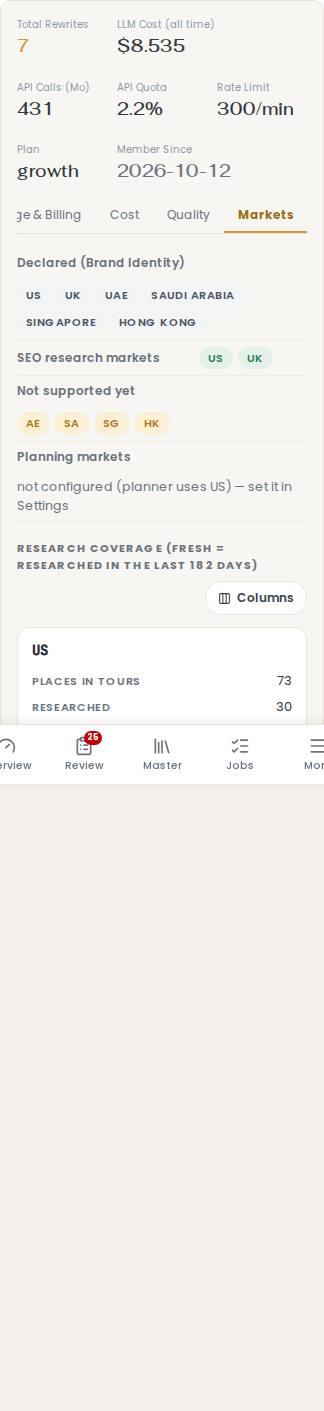 Total Rewrites LLM Cost (all time)
7 $8.535
API Calls (Mo) API Quota Rate Limit
431 2.2% 300/min
Plan Member Since
growth 2026-10-12
ge & Billing Cost Quality Markets
Declared (Brand Identity)
US UK UAE SAUDI ARABIA
SINGAPORE HONG KONG
SEO research markets US UK
Not supported yet
AE SA SG HK
Planning markets
not configured (planner uses US) — set it in
Settings
RESEARCH COVERAGE (FRESH =
RESEARCHED IN THE LAST 182 DAYS)
Columns
US
PLACES IN TOURS 73
RESEARCHED 30
25
erview Review Master Jobs Mor